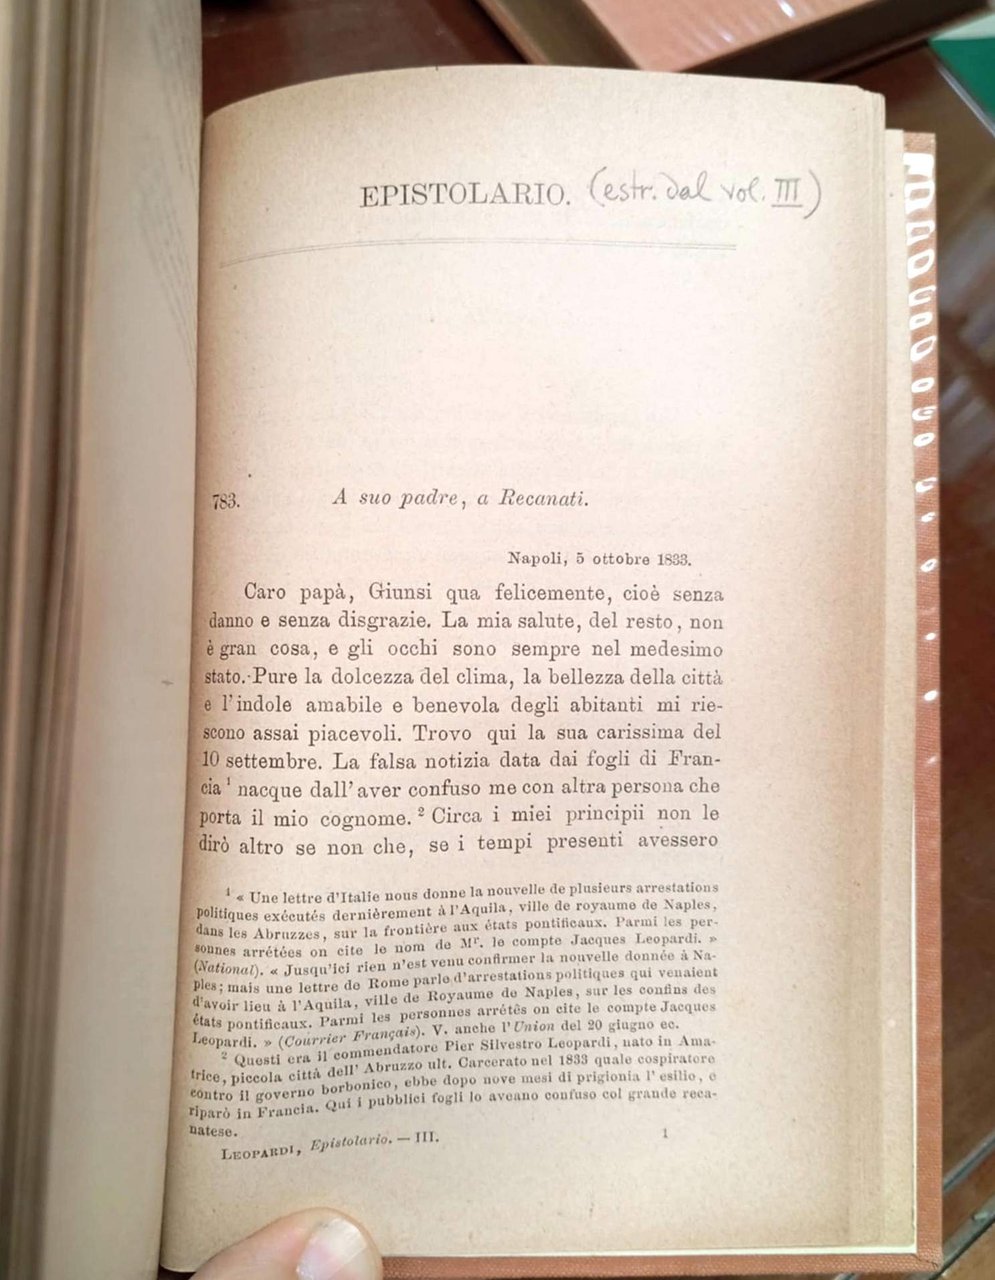 EPISTOLARIO. (estr. dal vol. III)
783. A suo padre, a Recanati.
Napoli, 5 ottobre 1833.
Caro papà, Giunsi qua felicemente, cioè senza
danno e senza disgrazie. La mia salute, del resto, non
è gran cosa, e gli occhi sono sempre nel medesimo
stato. Pure la dolcezza del clima, la bellezza della città
e l'indole amabile e benevola degli abitanti mi rie-
scono assai piacevoli. Trovo qui la sua carissima del
10 settembre. La falsa notizia data dai fogli di Fran-
cia ¹ nacque dall'aver confuso me con altra persona che
porta il mio cognome. ² Circa i miei principii non le
dirò altro se non che, se i tempi presenti avessero
¹ « Une lettre d'Italie nous donne la nouvelle de plusieurs arrestations
politiques exécutés dernièrement à l'Aquila, ville de royaume de Naples,
dans les Abruzzes, sur la frontière aux états pontificaux. Parmi les per-
sonnes arrétées on cite le nom de Mr. le compte Jacques Leopardi. »
(National). « Jusqu'ici rien n'est venu confirmer la nouvelle donnée à Na-
ples; mais une lettre de Rome parle d'arrestations politiques qui venaient
d'avoir lieu à l'Aquila, ville de Royaume de Naples, sur les confins des
états pontificaux. Parmi les personnes arrétés on cite le compte Jacques
Leopardi. » (Courrier Français). V. anche l'Union del 20 giugno ec.
² Questi era il commendatore Pier Silvestro Leopardi, nato in Ama-
trice, piccola città dell' Abruzzo ult. Carcerato nel 1833 quale cospiratore
contro il governo borbonico, ebbe dopo nove mesi di prigionia l'esilio, e
riparò in Francia. Qui i pubblici fogli lo aveano confuso col grande reca-
natese.
LEOPARDI, Epistolario. — III. 1